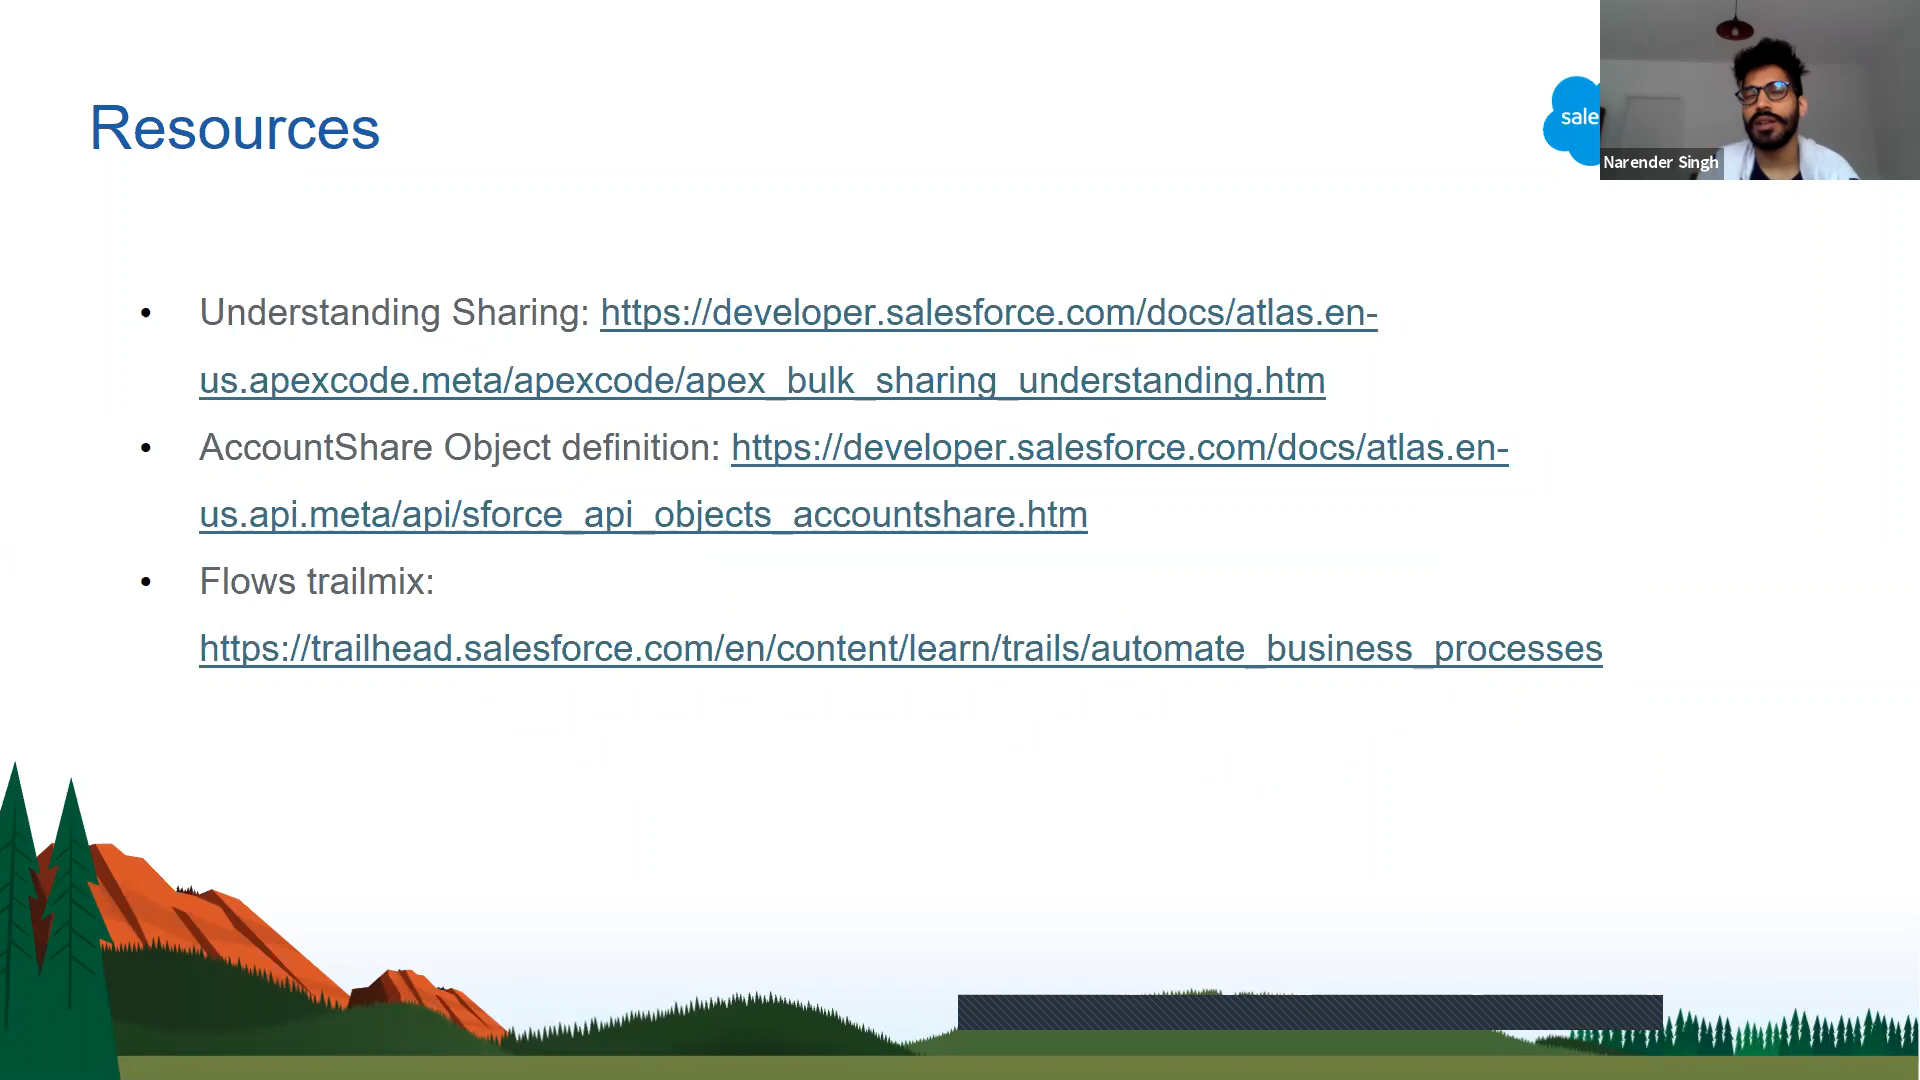 Resources
sale
Narender Singh
• Understanding Sharing: https://developer.salesforce.com/docs/atlas.en-
us.apexcode.meta/apexcode/apex_bulk_sharing_understanding.htm
• AccountShare Object definition: https://developer.salesforce.com/docs/atlas.en-
us.api.meta/api/sforce_api_objects_accountshare.htm
• Flows trailmix:
https://trailhead.salesforce.com/en/content/learn/trails/automate_business_processes